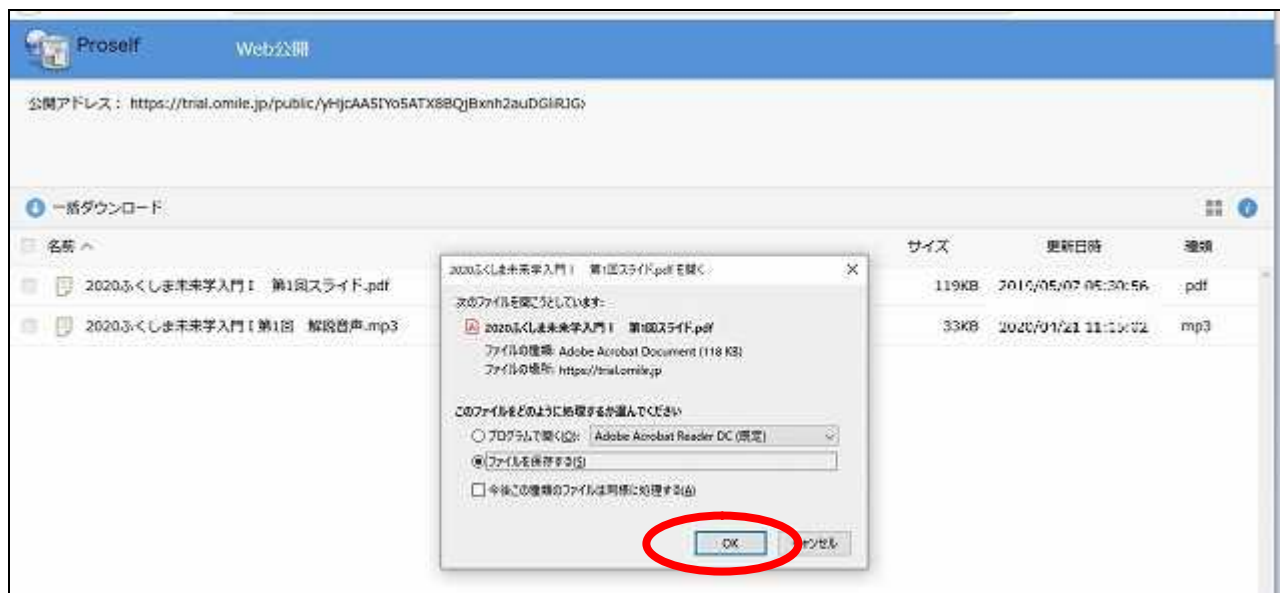 Proself
Web公開
公開アドレス： https://trial.omile.jp/public/
一括ダウンロード
名前
サイズ
更新日時
種類
2020ふくしま未来学入門Ⅰ 第1回スライド.pdf
119KB
2019/05/07 05:30:56
pdf
2020ふくしま未来学入門Ⅰ第1回 解説音声.mp3
33KB
2020/04/21 11:15:02
mp3
2020ふくしま未来学入門Ⅰ 第1回スライド.pdf を開く
次のファイルを開こうとしています:
2020ふくしま未来学入門Ⅰ 第1回スライド.pdf
ファイルの種類: Adobe Acrobat Document (118 KB)
ファイルの場所: https://trial.omile.jp
このファイルをどのように処理するか選んでください
プログラムで開く(O): Adobe Acrobat Reader DC (既定)
ファイルを保存する(S)
今後この種類のファイルは同様に処理する(A)
OK
キャンセル